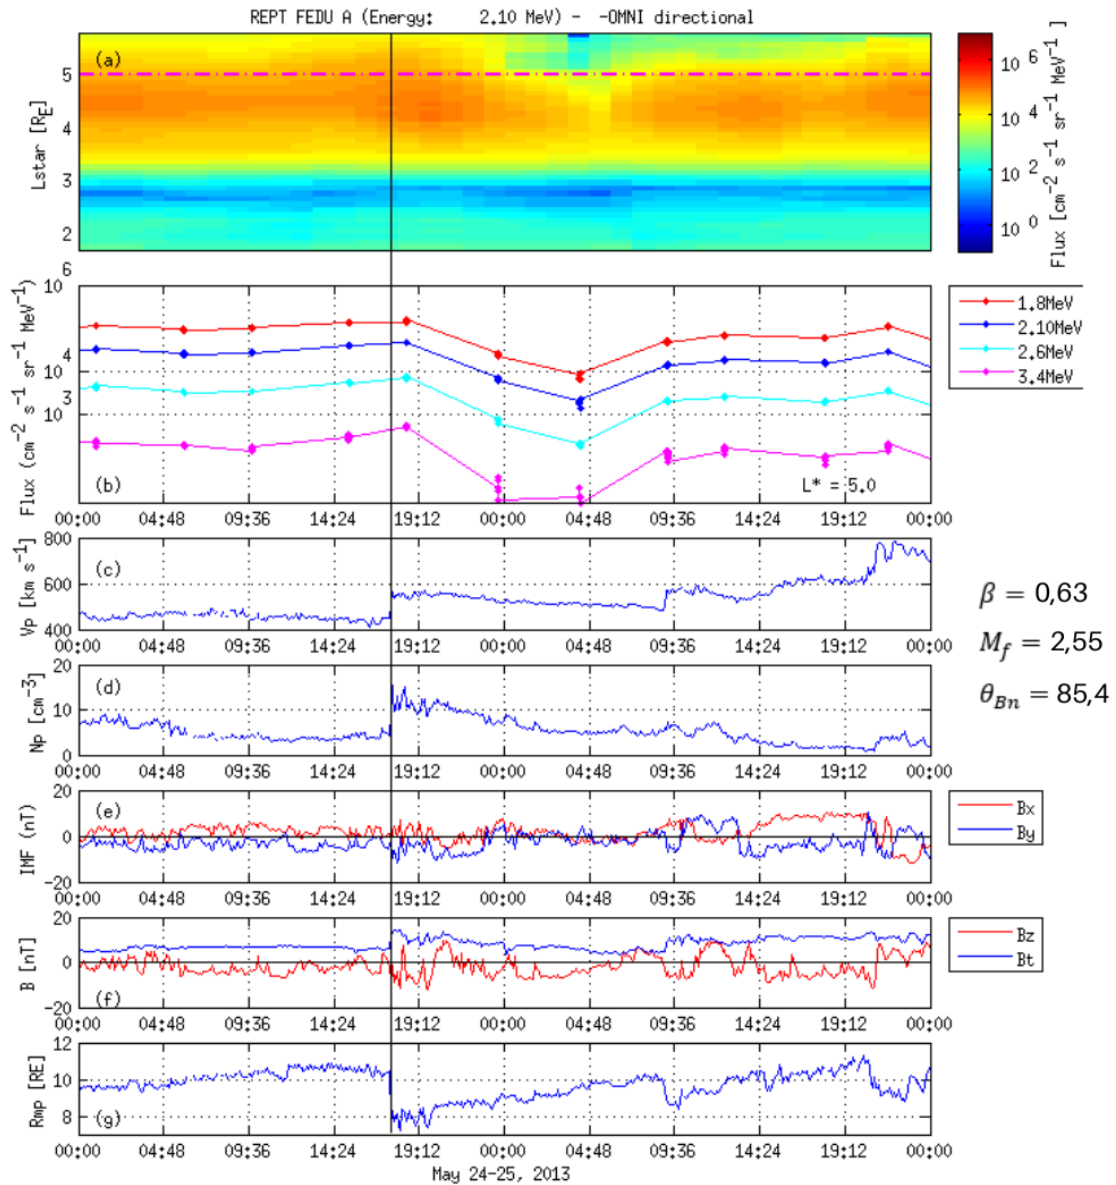 REPT FEDU A (Energy: 2.10 MeV) - -OMNI directional
(a)
5
4
3
2
Lstar [RE]
10 6
10 4
10 2
10 0
Flux [cm-2 s-1 sr-1 MeV-1]
10 6
10 4
10 3
Flux (cm-2 s-1 sr-1 MeV-1)
(b)
L* = 5.0
1.8MeV
2.10MeV
2.6MeV
3.4MeV
00:00 04:48 09:36 14:24 19:12 00:00 04:48 09:36 14:24 19:12 00:00
800
600
400
Vp [km s-1]
(c)
00:00 04:48 09:36 14:24 19:12 00:00 04:48 09:36 14:24 19:12 00:00
β = 0,63
Mf = 2,55
θBn = 85,4
20
10
0
Np [cm-3]
(d)
00:00 04:48 09:36 14:24 19:12 00:00 04:48 09:36 14:24 19:12 00:00
20
0
-20
IMF (nT)
(e)
Bx
By
00:00 04:48 09:36 14:24 19:12 00:00 04:48 09:36 14:24 19:12 00:00
20
0
-20
B [nT]
(f)
Bz
Bt
00:00 04:48 09:36 14:24 19:12 00:00 04:48 09:36 14:24 19:12 00:00
12
10
8
Rmp [RE]
(g)
00:00 04:48 09:36 14:24 19:12 00:00 04:48 09:36 14:24 19:12 00:00
May 24-25, 2013